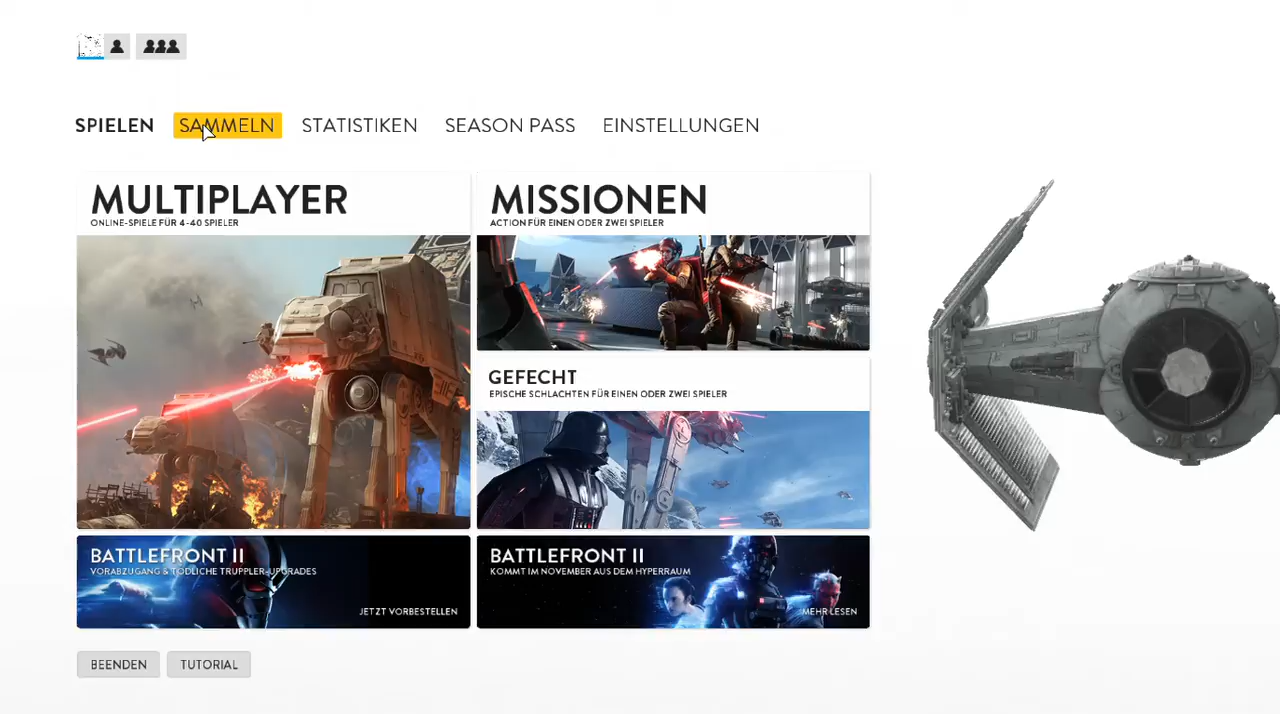 SPIELEN SAMMELN STATISTIKEN SEASON PASS EINSTELLUNGEN
MULTIPLAYER
ONLINE-SPIELE FÜR 4-40 SPIELER
MISSIONEN
ACTION FÜR EINEN ODER ZWEI SPIELER
GEFECHT
EPISCHE SCHLACHTEN FÜR EINEN ODER ZWEI SPIELER
BATTLEFRONT II
VORABZUGANG & TÖDLICHE TRUPPLER-UPGRADES
JETZT VORBESTELLEN
BATTLEFRONT II
KOMMT IM NOVEMBER AUS DEM HYPERRAUM
MEHR LESEN
BEENDEN TUTORIAL